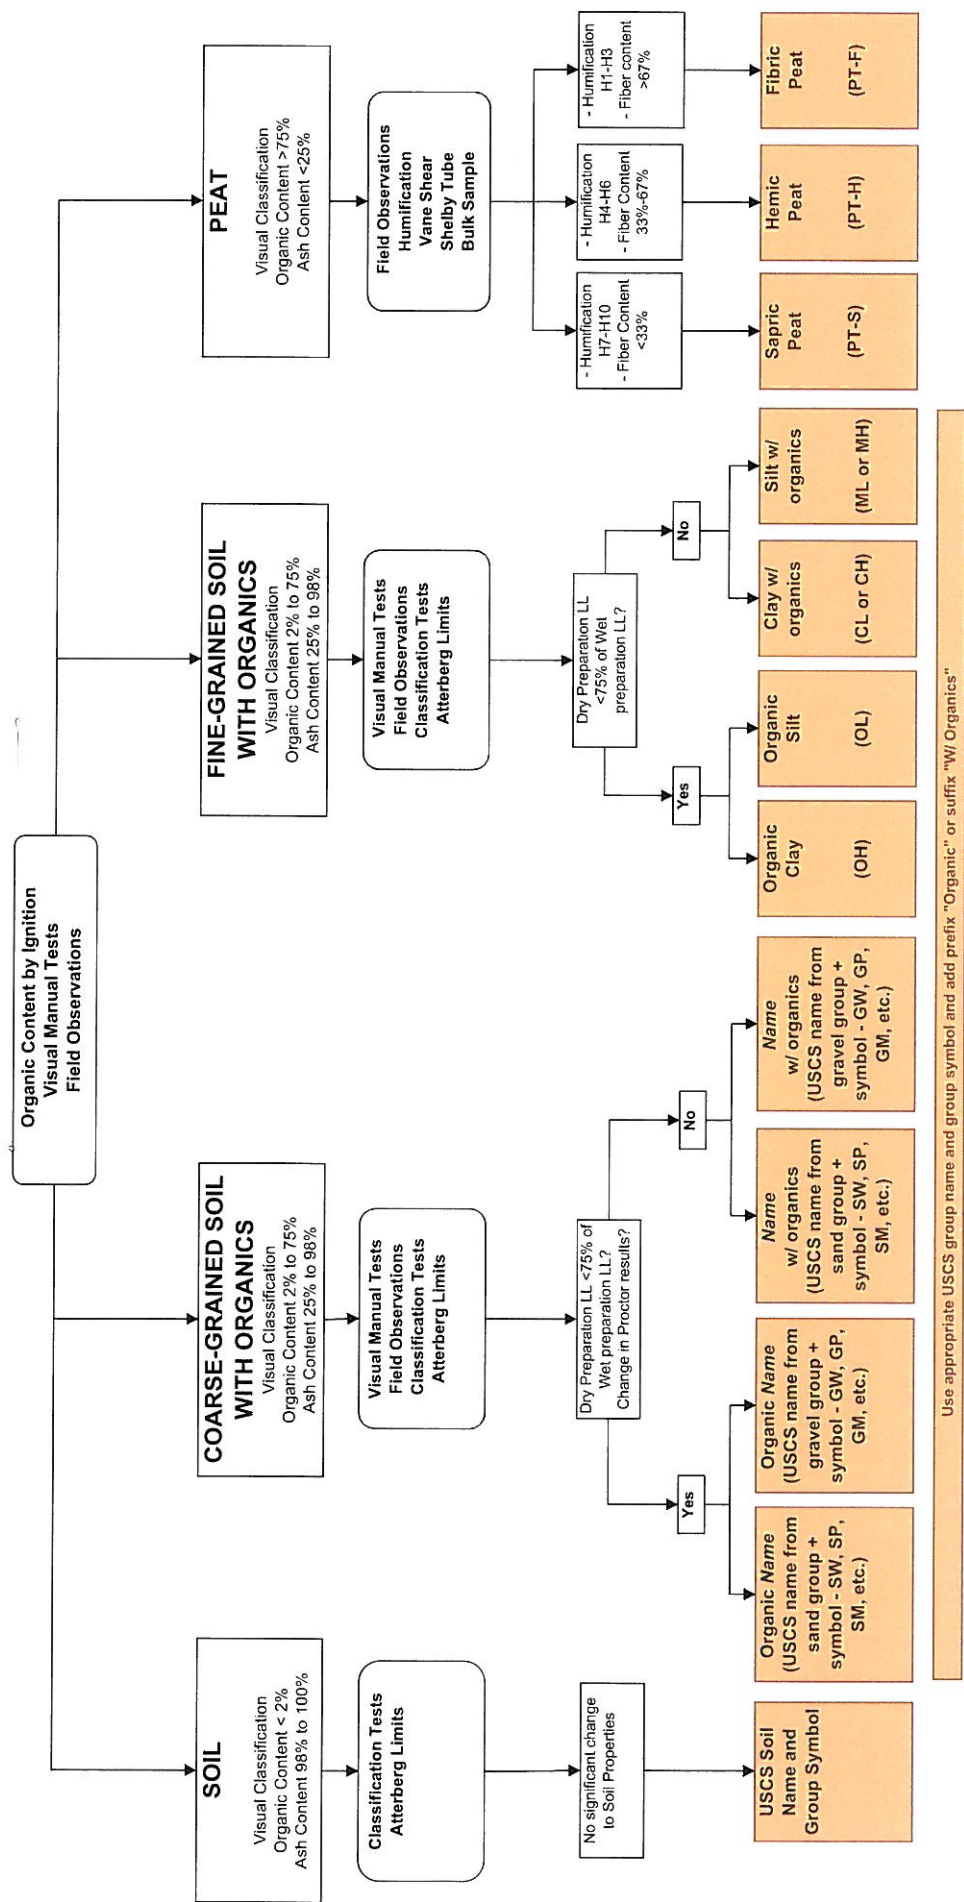 Organic Content by Ignition
Visual Manual Tests
Field Observations
SOIL
Visual Classification
Organic Content < 2%
Ash Content 98% to 100%
COARSE-GRAINED SOIL
WITH ORGANICS
Visual Classification
Organic Content 2% to 75%
Ash Content 25% to 98%
FINE-GRAINED SOIL
WITH ORGANICS
Visual Classification
Organic Content 2% to 75%
Ash Content 25% to 98%
PEAT
Visual Classification
Organic Content >75%
Ash Content <25%
Classification Tests
Atterberg Limits
Visual Manual Tests
Field Observations
Classification Tests
Atterberg Limits
Visual Manual Tests
Field Observations
Classification Tests
Atterberg Limits
Field Observations
Humification
Vane Shear
Shelby Tube
Bulk Sample
No significant change
to Soil Properties
Dry Preparation LL <75% of
Wet preparation LL?
Change in Proctor results?
Dry Preparation LL
<75% of Wet
preparation LL?
- Humification
H7-H10
- Fiber Content
<33%
- Humification
H4-H6
- Fiber Content
33%-67%
- Humification
H1-H3
- Fiber content
>67%
Yes
No
Yes
No
USCS Soil
Name and
Group Symbol
Organic Name
(USCS name from
sand group +
symbol - SW, SP,
SM, etc.)
Organic Name
(USCS name from
gravel group +
symbol - GW, GP,
GM, etc.)
Name
w/ organics
(USCS name from
sand group +
symbol - SW, SP,
SM, etc.)
Name
w/ organics
(USCS name from
gravel group +
symbol - GW, GP,
GM, etc.)
Organic
Clay
(OH)
Organic
Silt
(OL)
Clay w/
organics
(CL or CH)
Silt w/
organics
(ML or MH)
Sapric
Peat
(PT-S)
Hemic
Peat
(PT-H)
Fibric
Peat
(PT-F)
Use appropriate USCS group name and group symbol and add prefix "Organic" or suffix "W/ Organics"